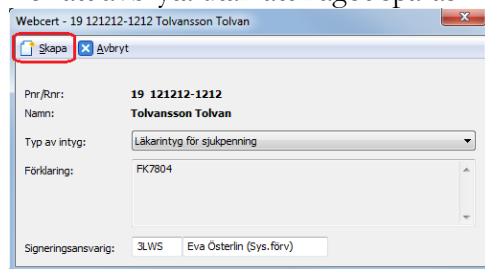 Webcert - 19 121212-1212 Tolvansson Tolvan
Skapa Avbryt
Pnr/Rnr: 19 121212-1212
Namn: Tolvansson Tolvan
Typ av intyg: Läkarintyg för sjukpenning
Förklaring: FK7804
Signeringsansvarig: 3LWS Eva Österlin (Sys.förv)